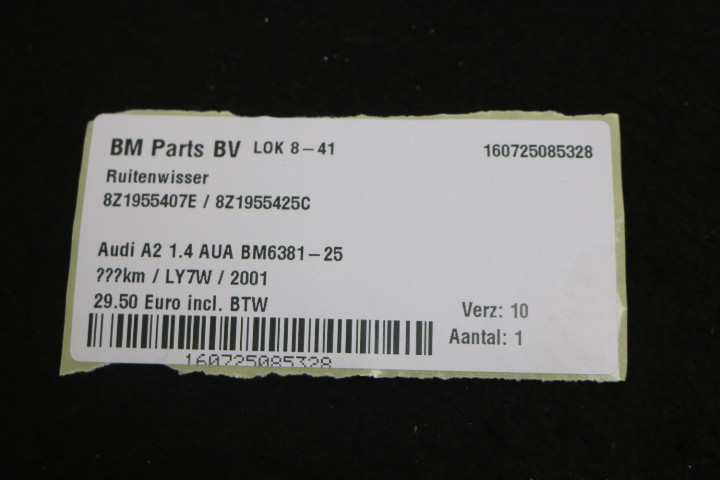 BM Parts BV LOK 8-41 160725085328
Ruitenwisser
8Z1955407E / 8Z1955425C
Audi A2 1.4 AUA BM6381-25
???km / LY7W / 2001
29.50 Euro incl. BTW
Verz: 10
Aantal: 1
160725085328